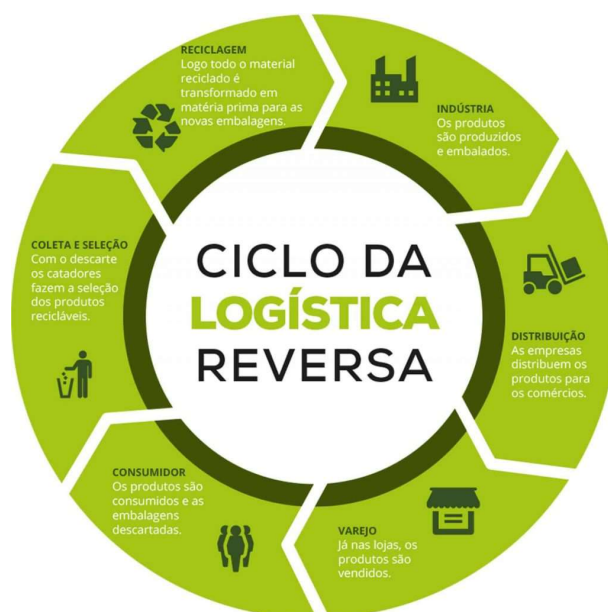 CICLO DA
LOGÍSTICA
REVERSA
INDÚSTRIA
Os produtos
são produzidos
e embalados.
DISTRIBUIÇÃO
As empresas
distribuem os
produtos para
os comércios.
VAREJO
Já nas lojas, os
produtos são
vendidos.
CONSUMIDOR
Os produtos são
consumidos e as
embalagens
descartadas.
COLETA E SELEÇÃO
Com o descarte
os catadores
fazem a seleção
dos produtos
recicláveis.
RECICLAGEM
Logo todo o material
reciclado é
transformado em
matéria prima para as
novas embalagens.